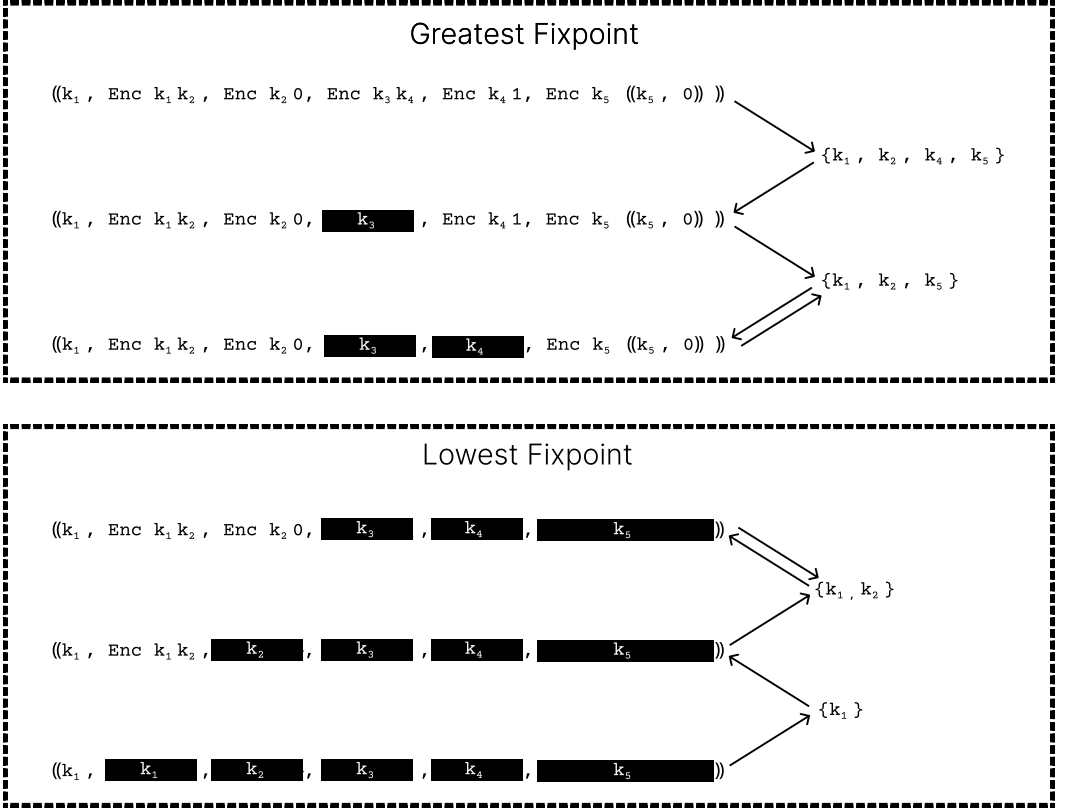 Greatest Fixpoint
((k₁ , Enc k₁ k₂ , Enc k₂ 0, Enc k₃ k₄ , Enc k₄ 1, Enc k₅ ((k₅ , 0)) ))
{k₁ , k₂ , k₄ , k₅ }
((k₁ , Enc k₁ k₂ , Enc k₂ 0, k₃ , Enc k₄ 1, Enc k₅ ((k₅ , 0)) ))
{k₁ , k₂ , k₅ }
((k₁ , Enc k₁ k₂ , Enc k₂ 0, k₃ , k₄ , Enc k₅ ((k₅ , 0)) ))
Lowest Fixpoint
((k₁ , Enc k₁ k₂ , Enc k₂ 0, k₃ , k₄ , k₅ ))
{k₁ , k₂ }
((k₁ , Enc k₁ k₂ , k₂ , k₃ , k₄ , k₅ ))
{k₁ }
((k₁ , k₁ , k₂ , k₃ , k₄ , k₅ ))